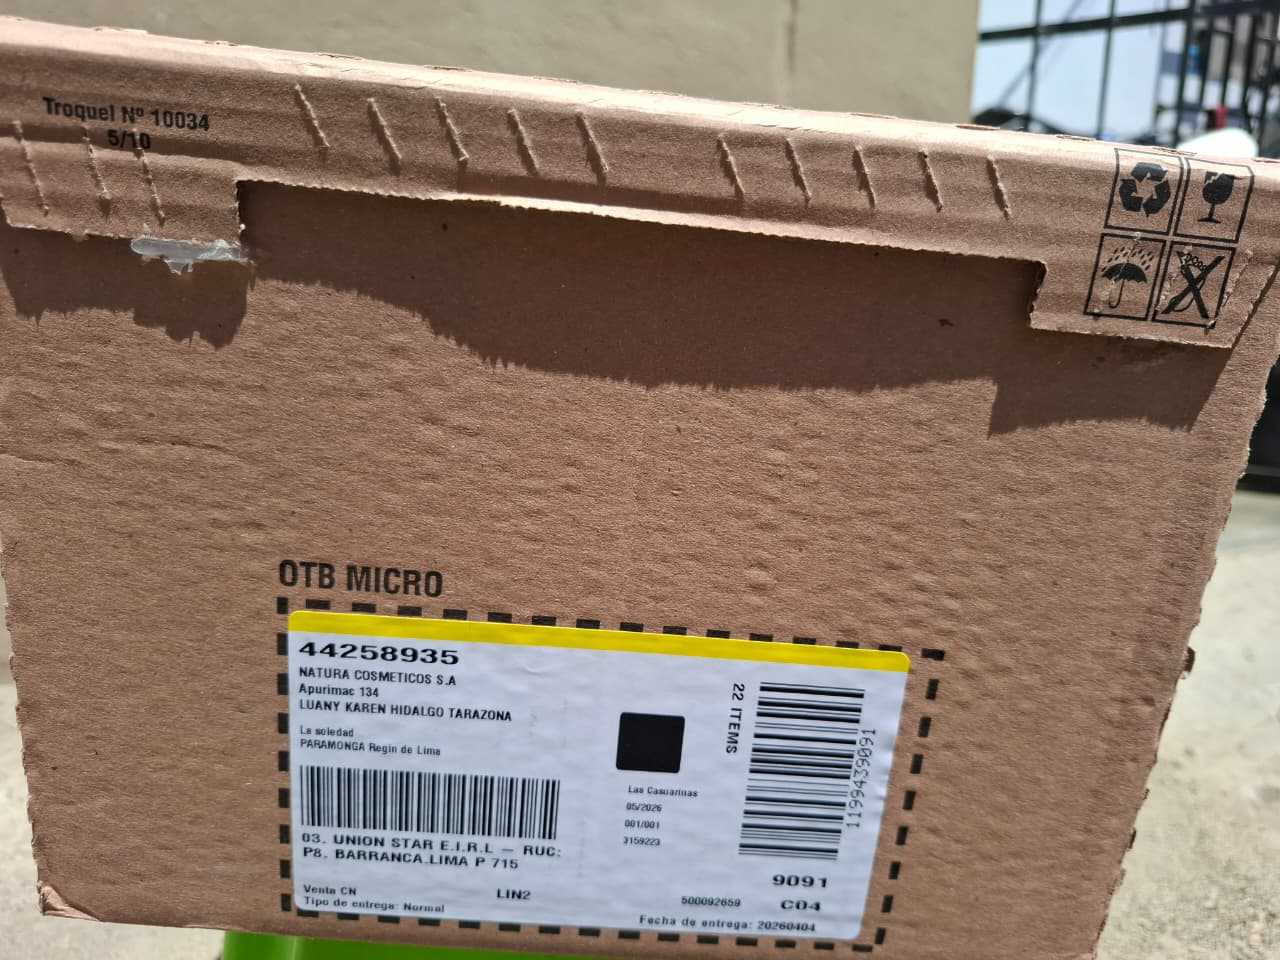 Troquel Nº 10034
5/10
OTB MICRO
44258935
NATURA COSMETICOS S.A
Apurimac 134
LUANY KAREN HIDALGO TARAZONA
La soledad
PARAMONGA Regin de Lima
03. UNION STAR E.I.R.L – RUC:
P8. BARRANCA.LIMA P 715
Venta CN
LIN2
Tipo de entrega: Normal
Las Casuarinas
05/2026
001/001
3159223
22 ITEMS
1199439091
9091
500092659
C04
Fecha de entrega: 20260404